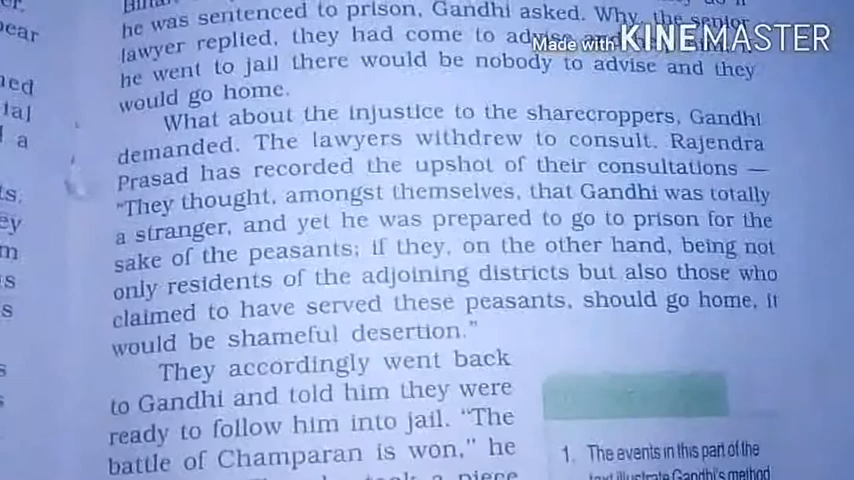 he was sentenced to prison, Gandhi asked. Why, the senior
lawyer replied, they had come to advise and
Made with KINEMASTER
he went to jail there would be nobody to advise and they
would go home.
What about the injustice to the sharecroppers, Gandhi
demanded. The lawyers withdrew to consult. Rajendra
Prasad has recorded the upshot of their consultations —
“They thought, amongst themselves, that Gandhi was totally
a stranger, and yet he was prepared to go to prison for the
sake of the peasants; if they, on the other hand, being not
only residents of the adjoining districts but also those who
claimed to have served these peasants, should go home, it
would be shameful desertion.”
They accordingly went back
to Gandhi and told him they were
ready to follow him into jail. “The
battle of Champaran is won,” he
took a piece
1. The events in this part of the
text illustrate Gandhi's method